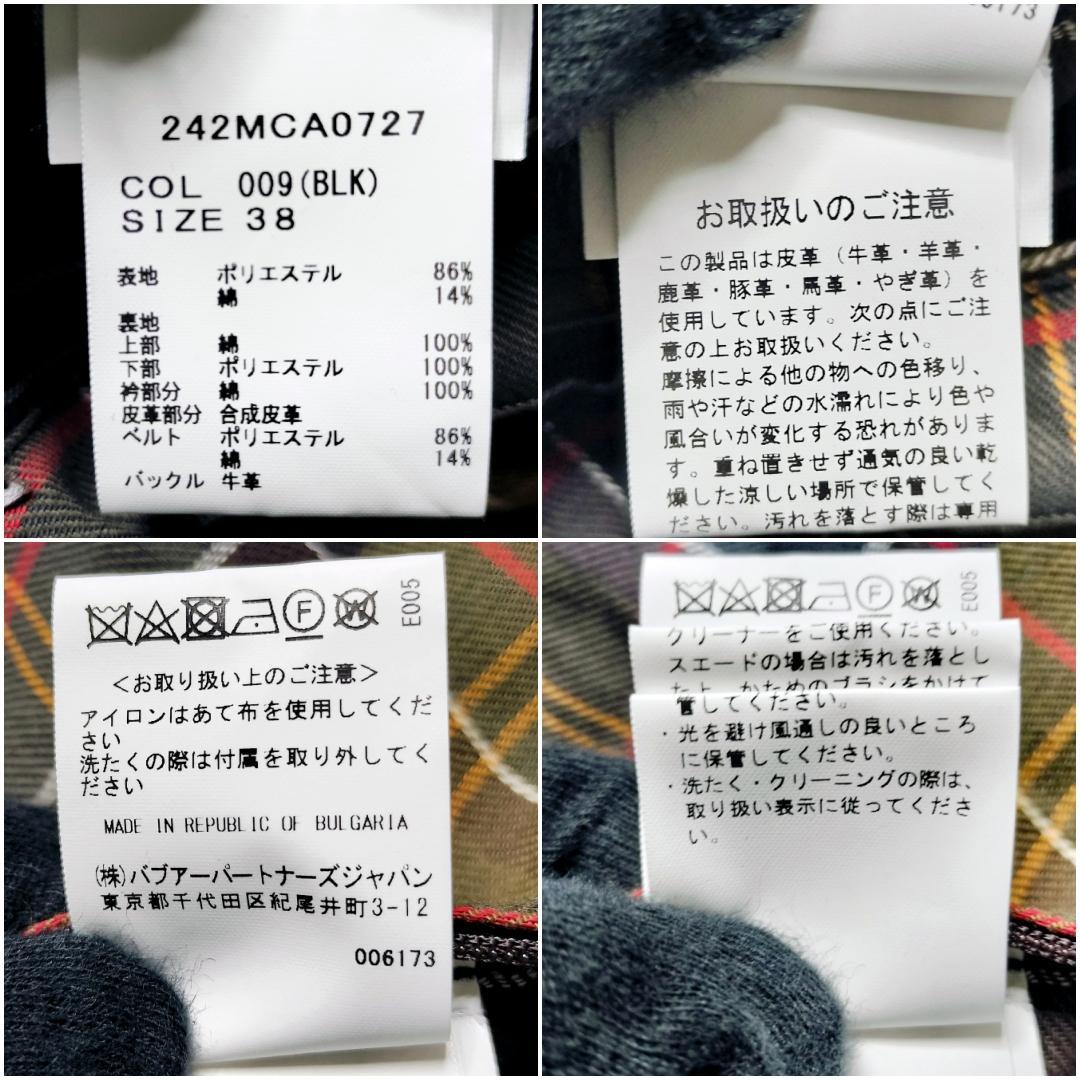 242MCA0727
COL 009(BLK)
SIZE 38
表地 ポリエステル 86%
綿 14%
裏地
上部 綿 100%
下部 ポリエステル 100%
衿部分 綿 100%
皮革部分 合成皮革
ベルト ポリエステル 86%
綿 14%
バックル 牛革
お取扱いのご注意
この製品は皮革（牛革・羊革・
鹿革・豚革・馬革・やぎ革）を
使用しています。次の点にご注
意の上お取扱いください。
摩擦による他の物への色移り、
雨や汗などの水濡れにより色や
風合いが変化する恐れがありま
す。重ね置きせず通気の良い乾
燥した涼しい場所で保管してく
ださい。汚れを落とす際は専用
F
W
E005
＜お取り扱い上のご注意＞
アイロンはあて布を使用してくだ
さい
洗たくの際は付属を取り外してく
ださい
MADE IN REPUBLIC OF BULGARIA
(株)バブアーパートナーズジャパン
東京都千代田区紀尾井町3-12
006173
F
W
E005
クリーナーをご使用ください。
スエードの場合は汚れを落とし
た上、かためのブラシをかけて
管してください。
・光を避け風通しの良いところ
に保管してください。
・洗たく・クリーニングの際は、
取り扱い表示に従ってくださ
い。